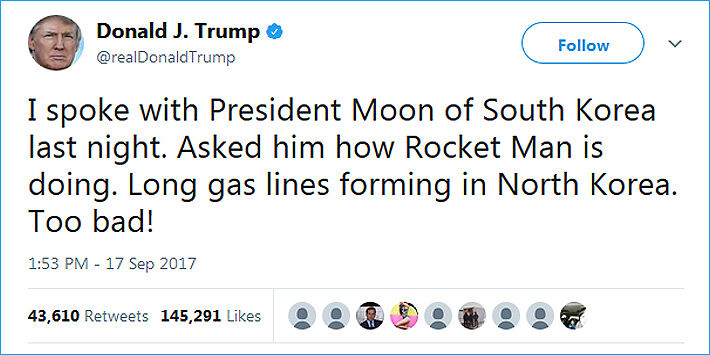 Donald J. Trump
@realDonaldTrump
Follow
I spoke with President Moon of South Korea
last night. Asked him how Rocket Man is
doing. Long gas lines forming in North Korea.
Too bad!
1:53 PM - 17 Sep 2017
43,610 Retweets 145,291 Likes